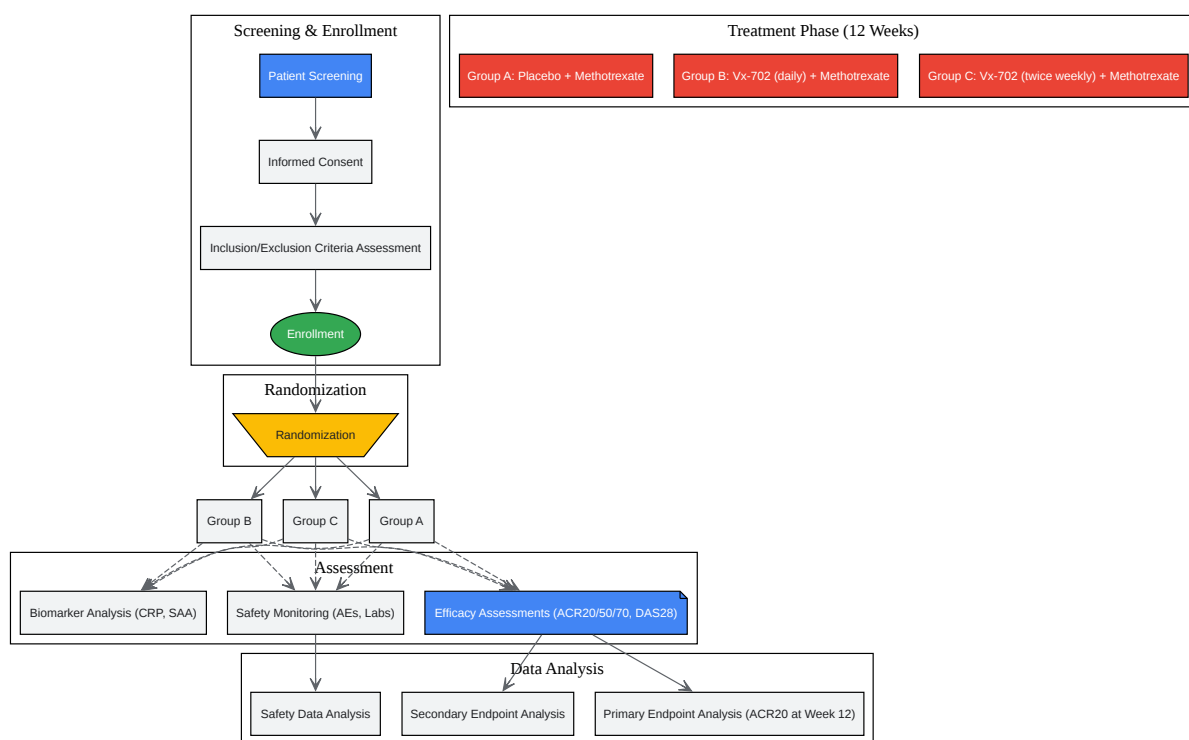 Screening & Enrollment
Patient Screening
Informed Consent
Inclusion/Exclusion Criteria Assessment
Enrollment
Treatment Phase (12 Weeks)
Group A: Placebo + Methotrexate
Group B: Vx-702 (daily) + Methotrexate
Group C: Vx-702 (twice weekly) + Methotrexate
Randomization
Randomization
Group B
Group C
Group A
Assessment
Biomarker Analysis (CRP, SAA)
Safety Monitoring (AEs, Labs)
Efficacy Assessments (ACR20/50/70, DAS28)
Data Analysis
Safety Data Analysis
Secondary Endpoint Analysis
Primary Endpoint Analysis (ACR20 at Week 12)